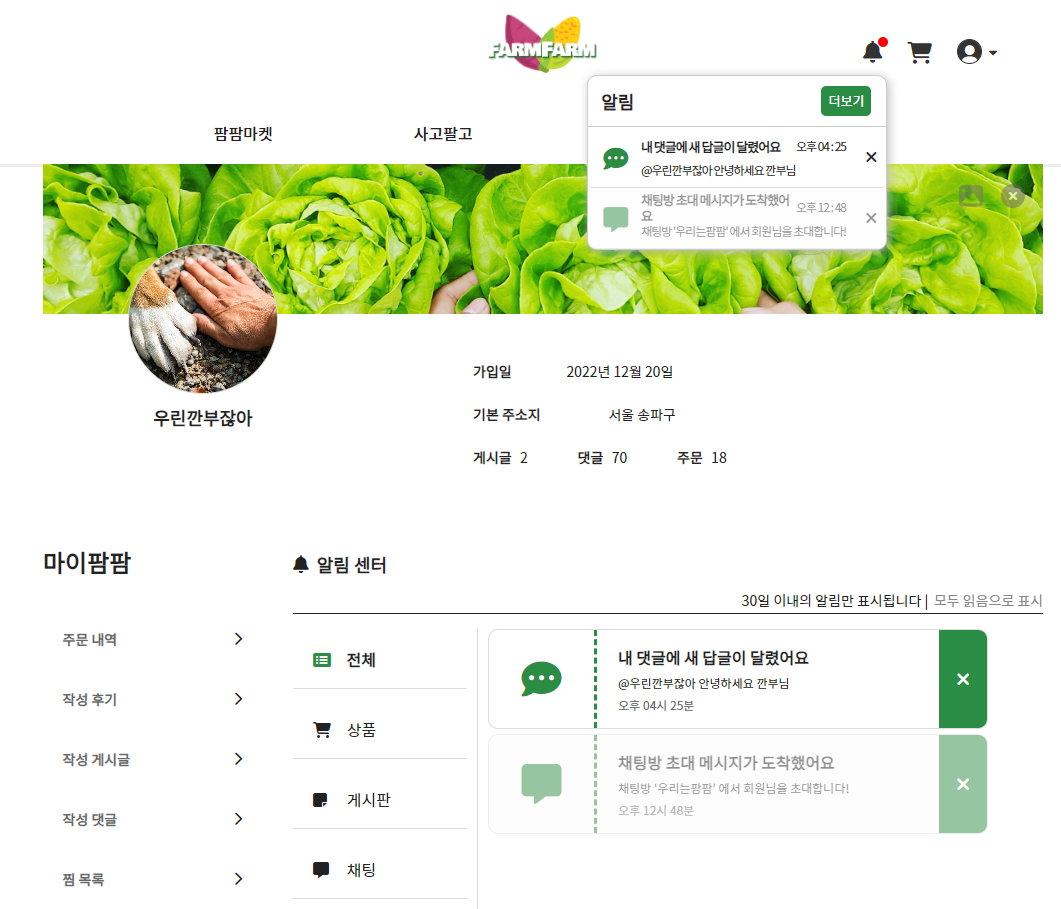 FARMFARM
알림
더보기
팜팜마켓
사고팔고
내 댓글에 새 답글이 달렸어요 오후 04:25
@우린깐부잖아 안녕하세요 깐부님
채팅방 초대 메시지가 도착했어
요
오후 12:48
채팅방 '우리는팜팜' 에서 회원님을 초대합니다!
우린깐부잖아
가입일 2022년 12월 20일
기본 주소지 서울 송파구
게시글 2 댓글 70 주문 18
마이팜팜
알림 센터
30일 이내의 알림만 표시됩니다 | 모두 읽음으로 표시
주문 내역
작성 후기
작성 게시글
작성 댓글
찜 목록
전체
상품
게시판
채팅
내 댓글에 새 답글이 달렸어요
@우린깐부잖아 안녕하세요 깐부님
오후 04시 25분
채팅방 초대 메시지가 도착했어요
채팅방 '우리는팜팜' 에서 회원님을 초대합니다!
오후 12시 48분